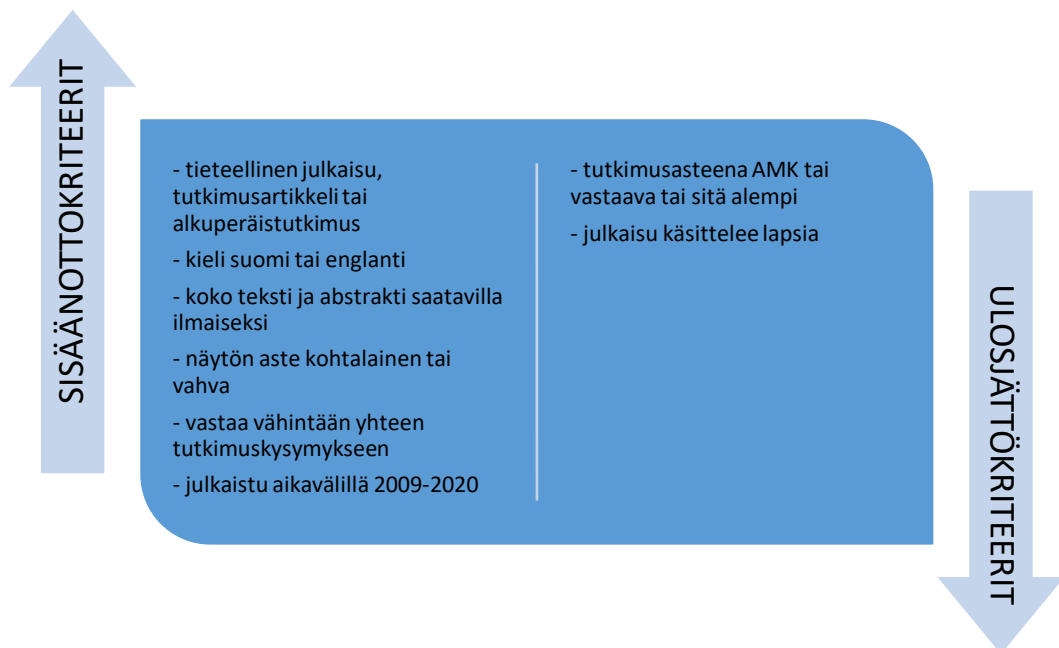 SISÄÄNOTTOKRITEERIT
- tieteellinen julkaisu,
tutkimusartikkeli tai
alkuperäistutkimus
- kieli suomi tai englanti
- koko teksti ja abstrakti saatavilla
ilmaiseksi
- näytön aste kohtalainen tai
vahva
- vastaa vähintään yhteen
tutkimuskysymykseen
- julkaistu aikavälillä 2009-2020
- tutkimusasteena AMK tai
vastaava tai sitä alempi
- julkaisu käsittelee lapsia
ULOSJÄTTÖKRITEERIT